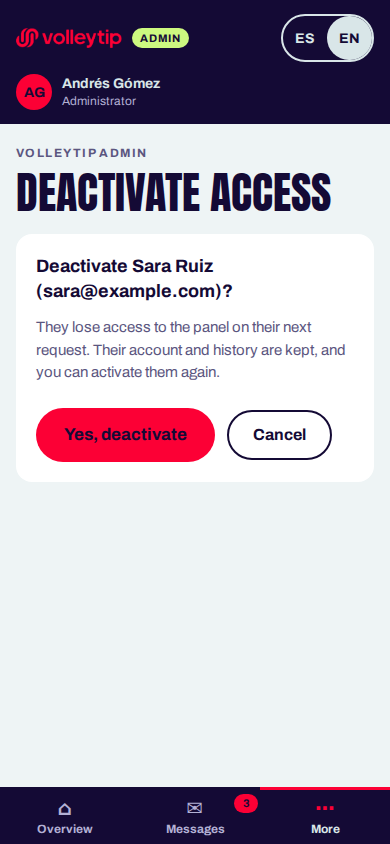 volleytip ADMIN ES EN
AG Andrés Gómez
Administrator
VOLLEYTIP ADMIN
DEACTIVATE ACCESS
Deactivate Sara Ruiz
(sara@example.com)?
They lose access to the panel on their next
request. Their account and history are kept, and
you can activate them again.
Yes, deactivate Cancel
3
Overview Messages More